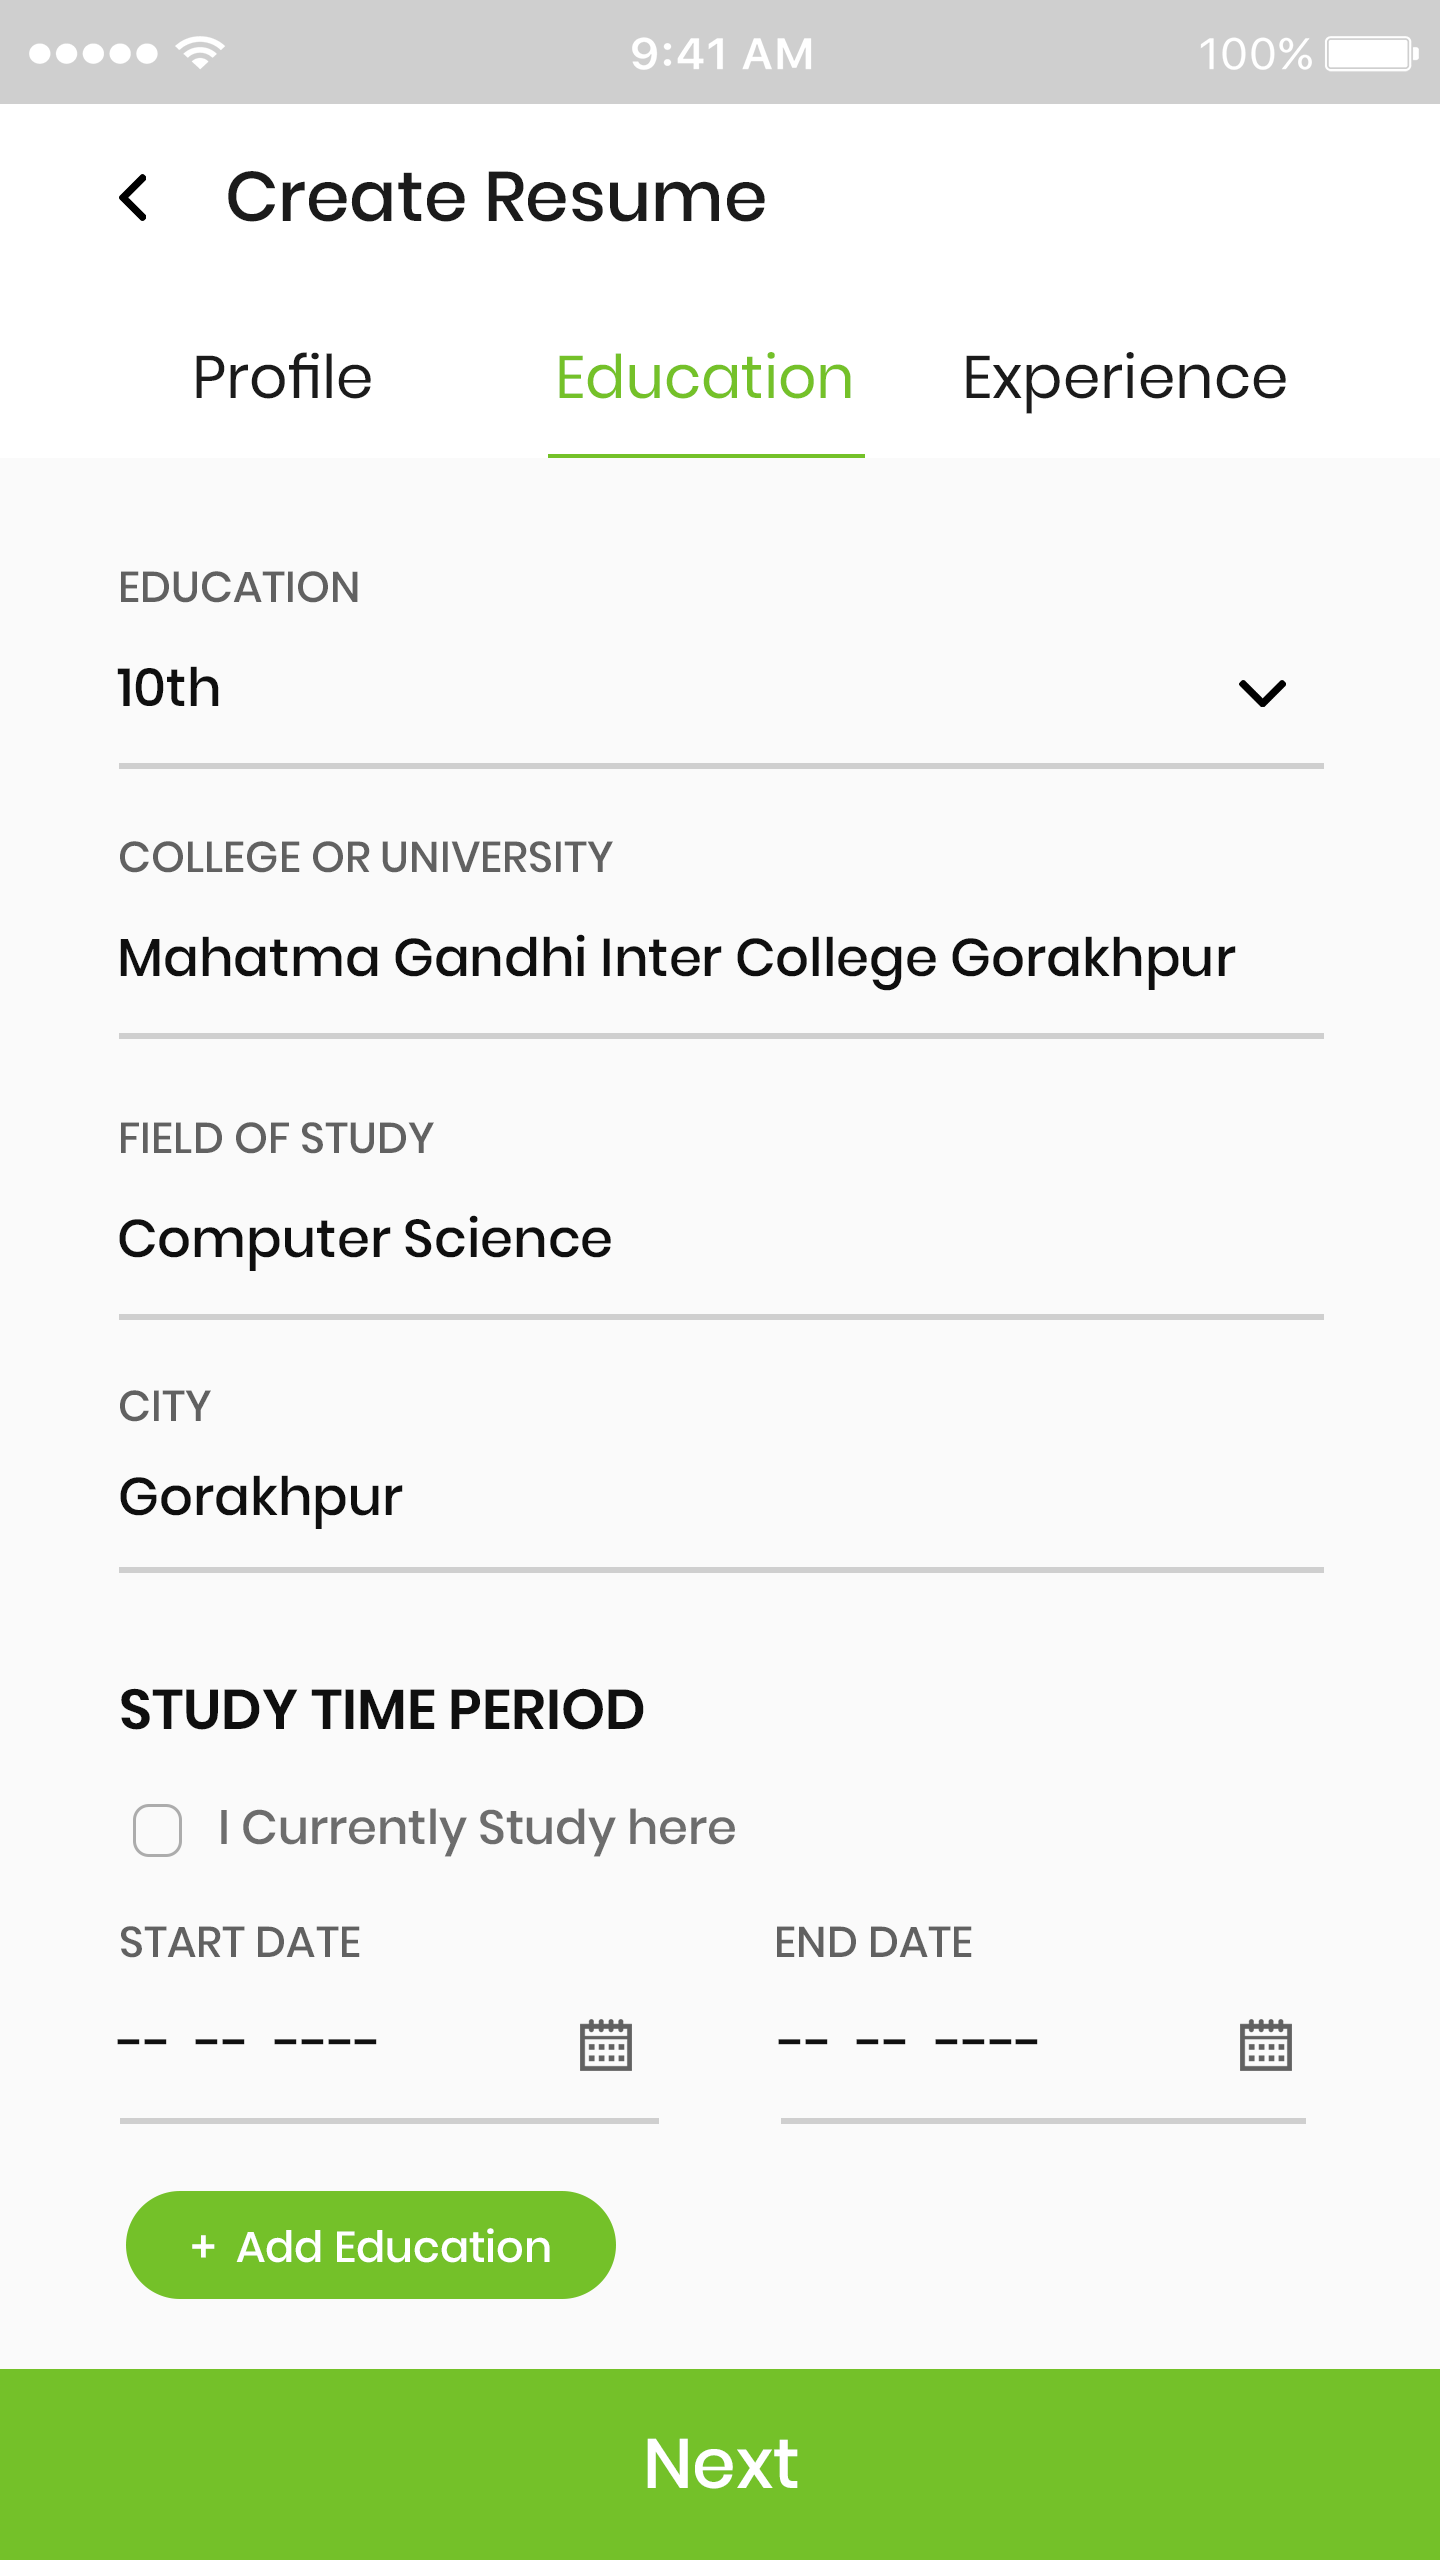 9:41 AM 100%
Create Resume
Profile Education Experience
EDUCATION
10th
COLLEGE OR UNIVERSITY
Mahatma Gandhi Inter College Gorakhpur
FIELD OF STUDY
Computer Science
CITY
Gorakhpur
STUDY TIME PERIOD
I Currently Study here
START DATE END DATE
-- -- ---- -- -- ----
+ Add Education
Next